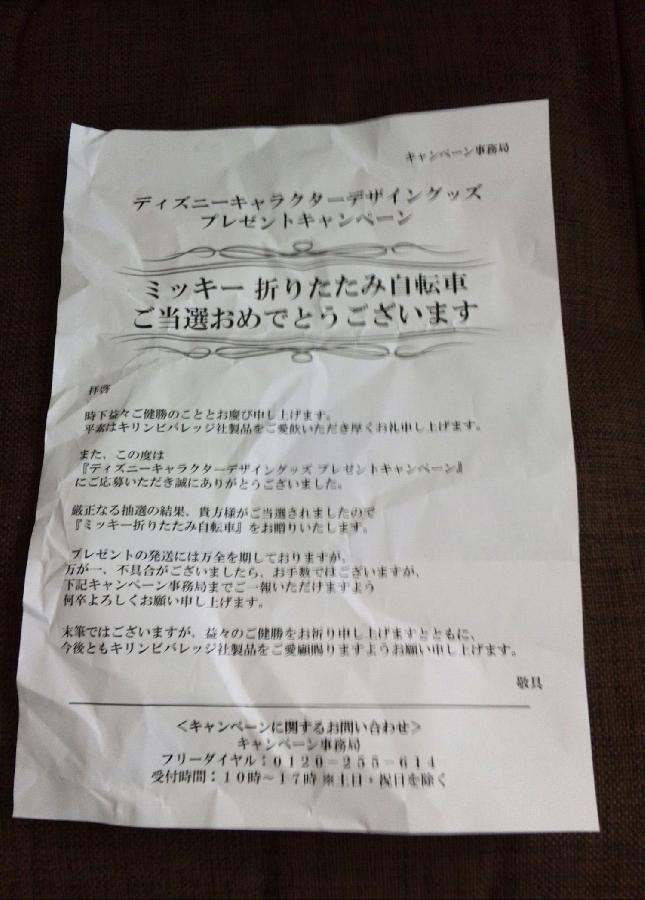 キャンペーン事務局
ディズニーキャラクターデザイングッズ
プレゼントキャンペーン
ミッキー 折りたたみ自転車
ご当選おめでとうございます
拝啓
時下益々ご健勝のこととお慶び申し上げます。
平素はキリンビバレッジ社製品をご愛飲いただき厚くお礼申し上げます。
また、この度は
『ディズニーキャラクターデザイングッズ プレゼントキャンペーン』
にご応募いただき誠にありがとうございました。
厳正なる抽選の結果、貴方様がご当選されましたので
『ミッキー折りたたみ自転車』をお贈りいたします。
プレゼントの発送には万全を期しておりますが、
万が一、不具合がございましたら、お手数ではございますが、
下記キャンペーン事務局までご一報いただけますよう
何卒よろしくお願い申し上げます。
末筆ではございますが、益々のご健勝をお祈り申し上げますとともに、
今後ともキリンビバレッジ社製品をご愛顧賜りますようお願い申し上げます。
敬具
＜キャンペーンに関するお問い合わせ＞
キャンペーン事務局
フリーダイヤル：０１２０－２５５－６１４
受付時間：１０時～１７時 ※土日・祝日を除く